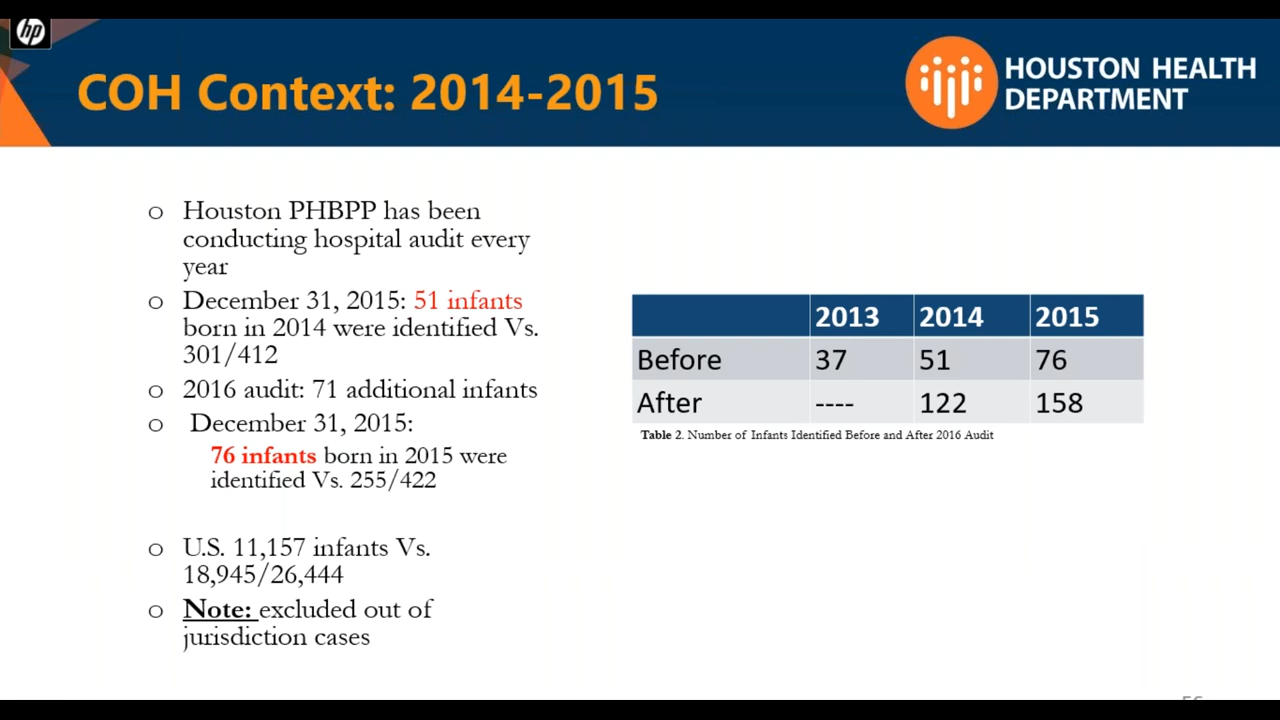 hp
COH Context: 2014-2015
HOUSTON HEALTH
DEPARTMENT
o Houston PHBPP has been
conducting hospital audit every
year
o December 31, 2015: 51 infants
born in 2014 were identified Vs.
301/412
o 2016 audit: 71 additional infants
o December 31, 2015:
76 infants born in 2015 were
identified Vs. 255/422
o U.S. 11,157 infants Vs.
18,945/26,444
o Note: excluded out of
jurisdiction cases
2013 2014 2015
Before 37 51 76
After ---- 122 158
Table 2. Number of Infants Identified Before and After 2016 Audit